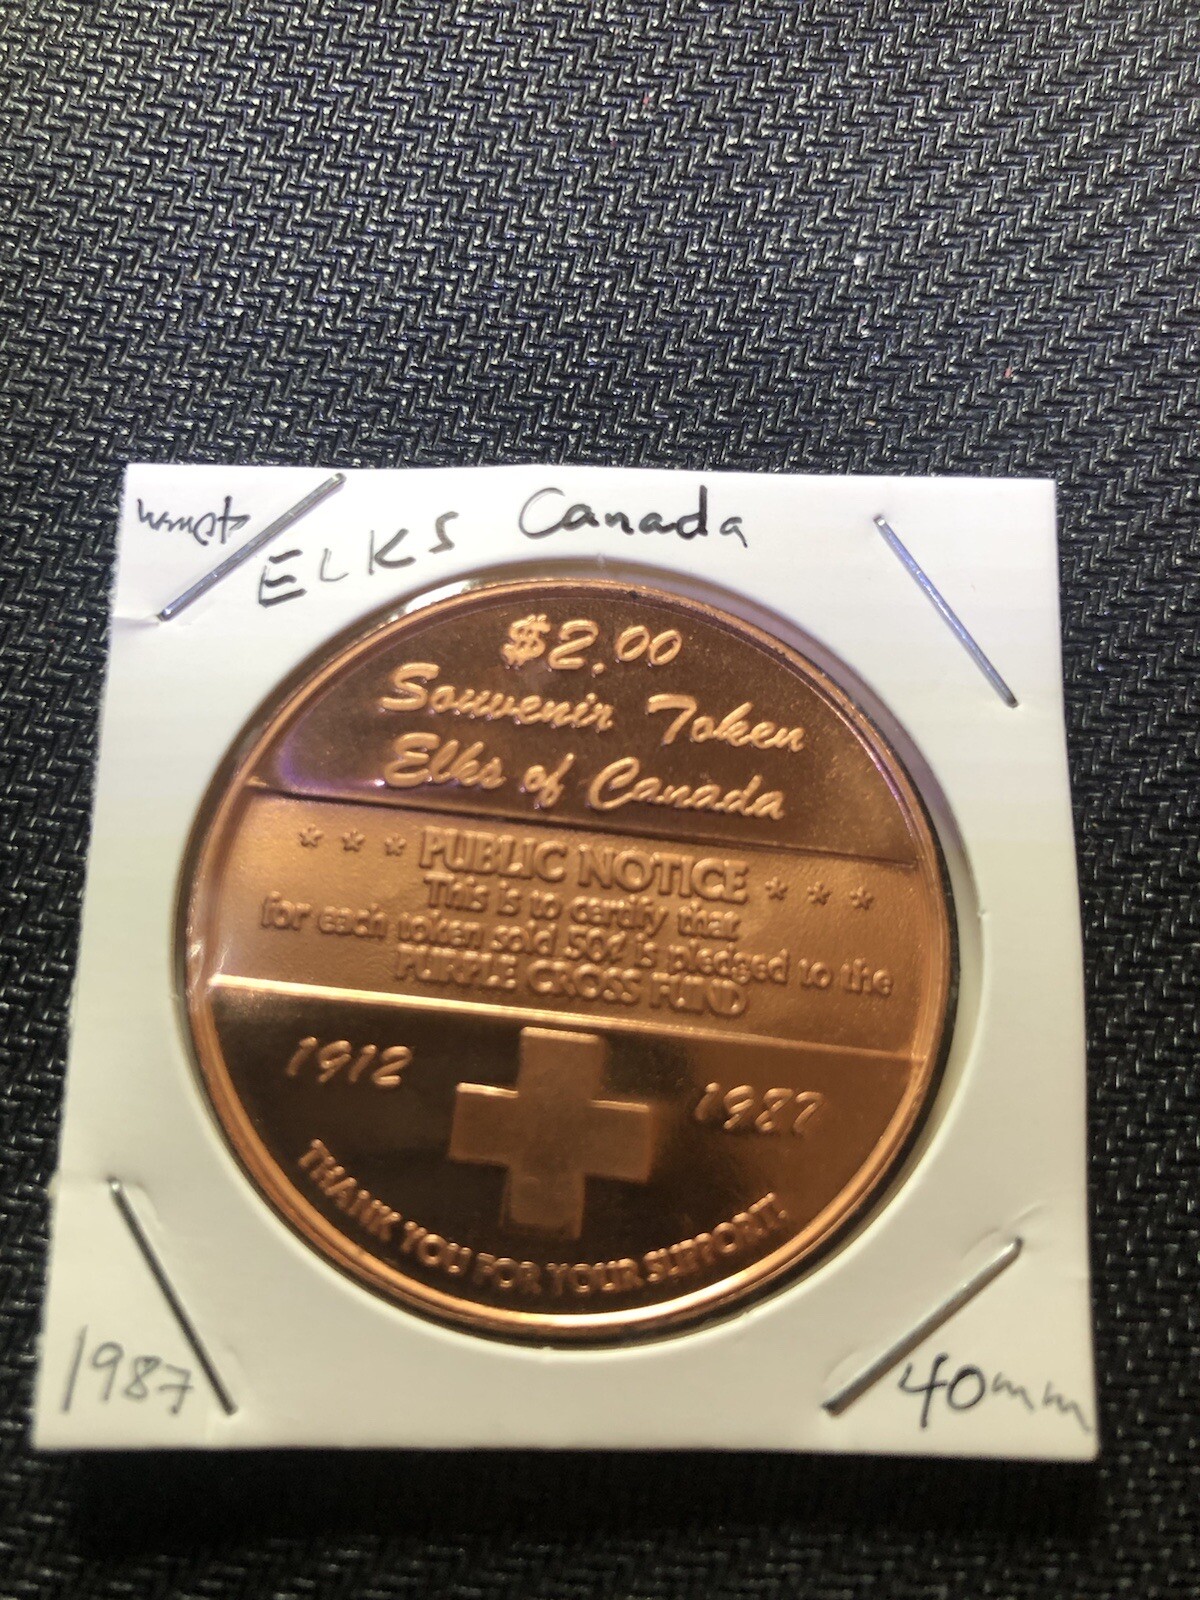 ELKS Canada
$2.00
Souvenir Token
Elks of Canada
* * * PUBLIC NOTICE * * *
This is to certify that
for each token sold 50¢ is pledged to the
PURPLE CROSS FUND
1912 1987
THANK YOU FOR YOUR SUPPORT!
1987 40mm